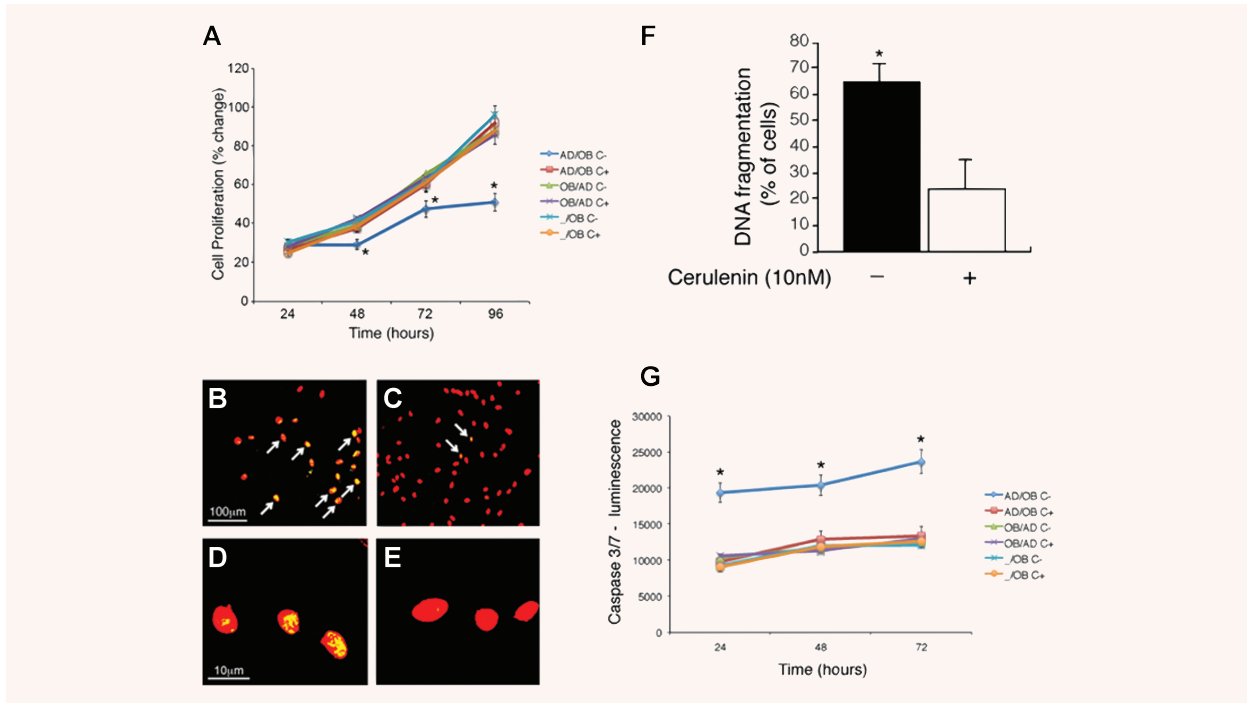 A
Cell Proliferation (% change)
120
100
80
60
40
20
0
*
*
*
24 48 72 96
Time (hours)
AD/OB C-
AD/OB C+
OB/AD C-
OB/AD C+
_/OB C-
_/OB C+
B
100μm
C
D
10μm
E
F
DNA fragmentation
(% of cells)
80
70
60
50
40
30
20
10
0
*
Cerulenin (10nM) – +
G
Caspase 3/7 - luminescence
30000
25000
20000
15000
10000
5000
0
* * *
24 48 72
Time (hours)
AD/OB C-
AD/OB C+
OB/AD C-
OB/AD C+
_/OB C-
_/OB C+